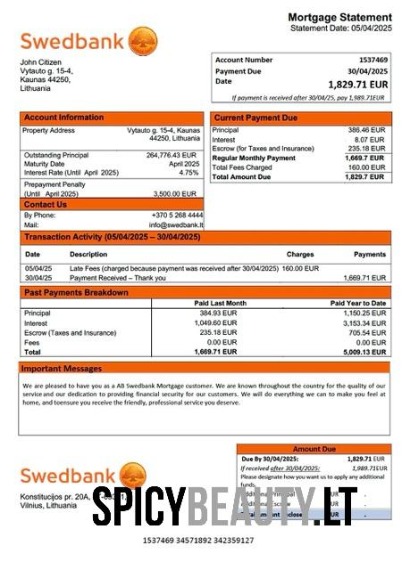 Mortgage Statement
Statement Date: 05/04/2025
Swedbank
John Citizen
Vytauto g. 15-4,
Kaunas
44250,
Lithuania
Account Number 1537469
Payment Due 30/04/2025
Date 1,829.71 EUR
If payment is received after 30/04/25, pay 1,989.71EUR
Account Information
Property Address Vytauto g. 15-4, Kaunas
44250, Lithuania
Outstanding Principal 264,776.43 EUR
Maturity Date April 2025
Interest Rate (Until April 2025) 4.75%
Prepayment Penalty
(Until April 2025) 3,500.00 EUR
Contact Us
By Phone: +370 5 268 4444
Mail: info@swedbank.lt
Current Payment Due
Principal 386.46 EUR
Interest 8.07 EUR
Escrow (for Taxes and Insurance) 235.18 EUR
Regular Monthly Payment 1,669.7 EUR
Total Fees Charged 160.00 EUR
Total Amount Due 1,829.7 EUR
Transaction Activity (05/04/2025 – 30/04/2025)
Date Description Charges Payments
05/04/25 Late Fees (charged because payment was received after 30/04/2025) 160.00 EUR
30/04/25 Payment Received – Thank you 1,669.71 EUR
Past Payments Breakdown
Paid Last Month Paid Year to Date
Principal 384.93 EUR 1,150.25 EUR
Interest 1,049.60 EUR 3,153.34 EUR
Escrow (Taxes and Insurance) 235.18 EUR 705.54 EUR
Fees 0.00 EUR 0.00 EUR
Total 1,669.71 EUR 5,009.13 EUR
Important Messages
We are pleased to have you as a AB Swedbank Mortgage customer. We are known throughout the country for the quality of our
service and our dedication to providing financial security for our customers. We will do everything we can to make you feel at
home, and to ensure you receive the friendly, professional service you deserve.
Swedbank
Konstitucijos pr. 20A,
Vilnius, Lithuania
Amount Due
Due By 30/04/2025: 1,829.71 EUR
If received after 30/04/2025: 1,989.71EUR
Please designate how you want us to apply any additional
funds.
SPICYBEAUTY.LT
1537469 34571892 342359127